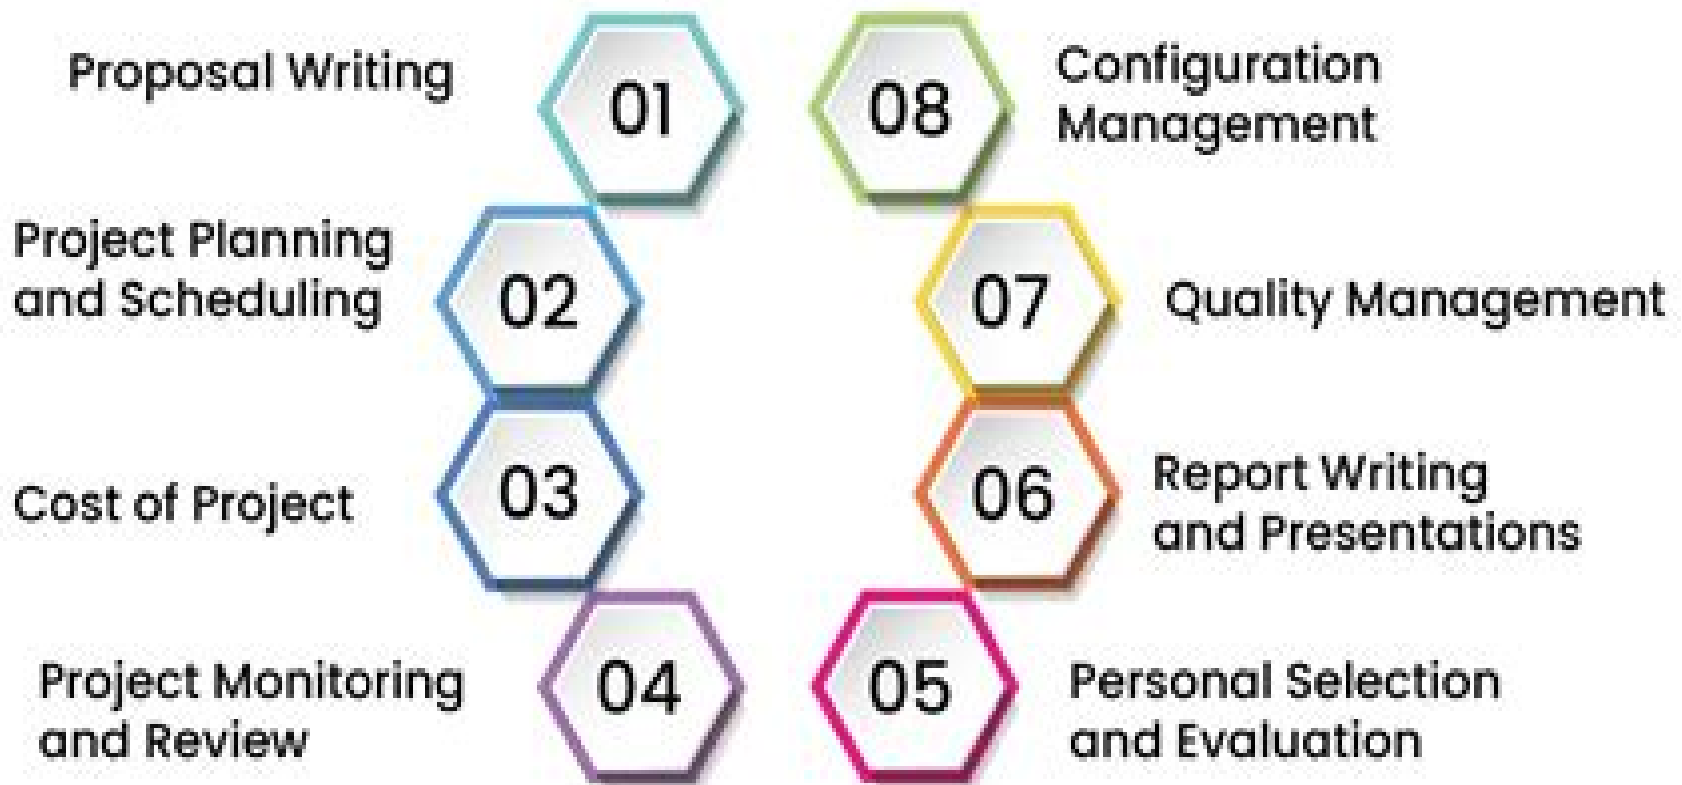 Proposal Writing
01
08
Configuration
Management
Project Planning
and Scheduling
02
07
Quality Management
Cost of Project
03
06
Report Writing
and Presentations
Project Monitoring
and Review
04
05
Personal Selection
and Evaluation